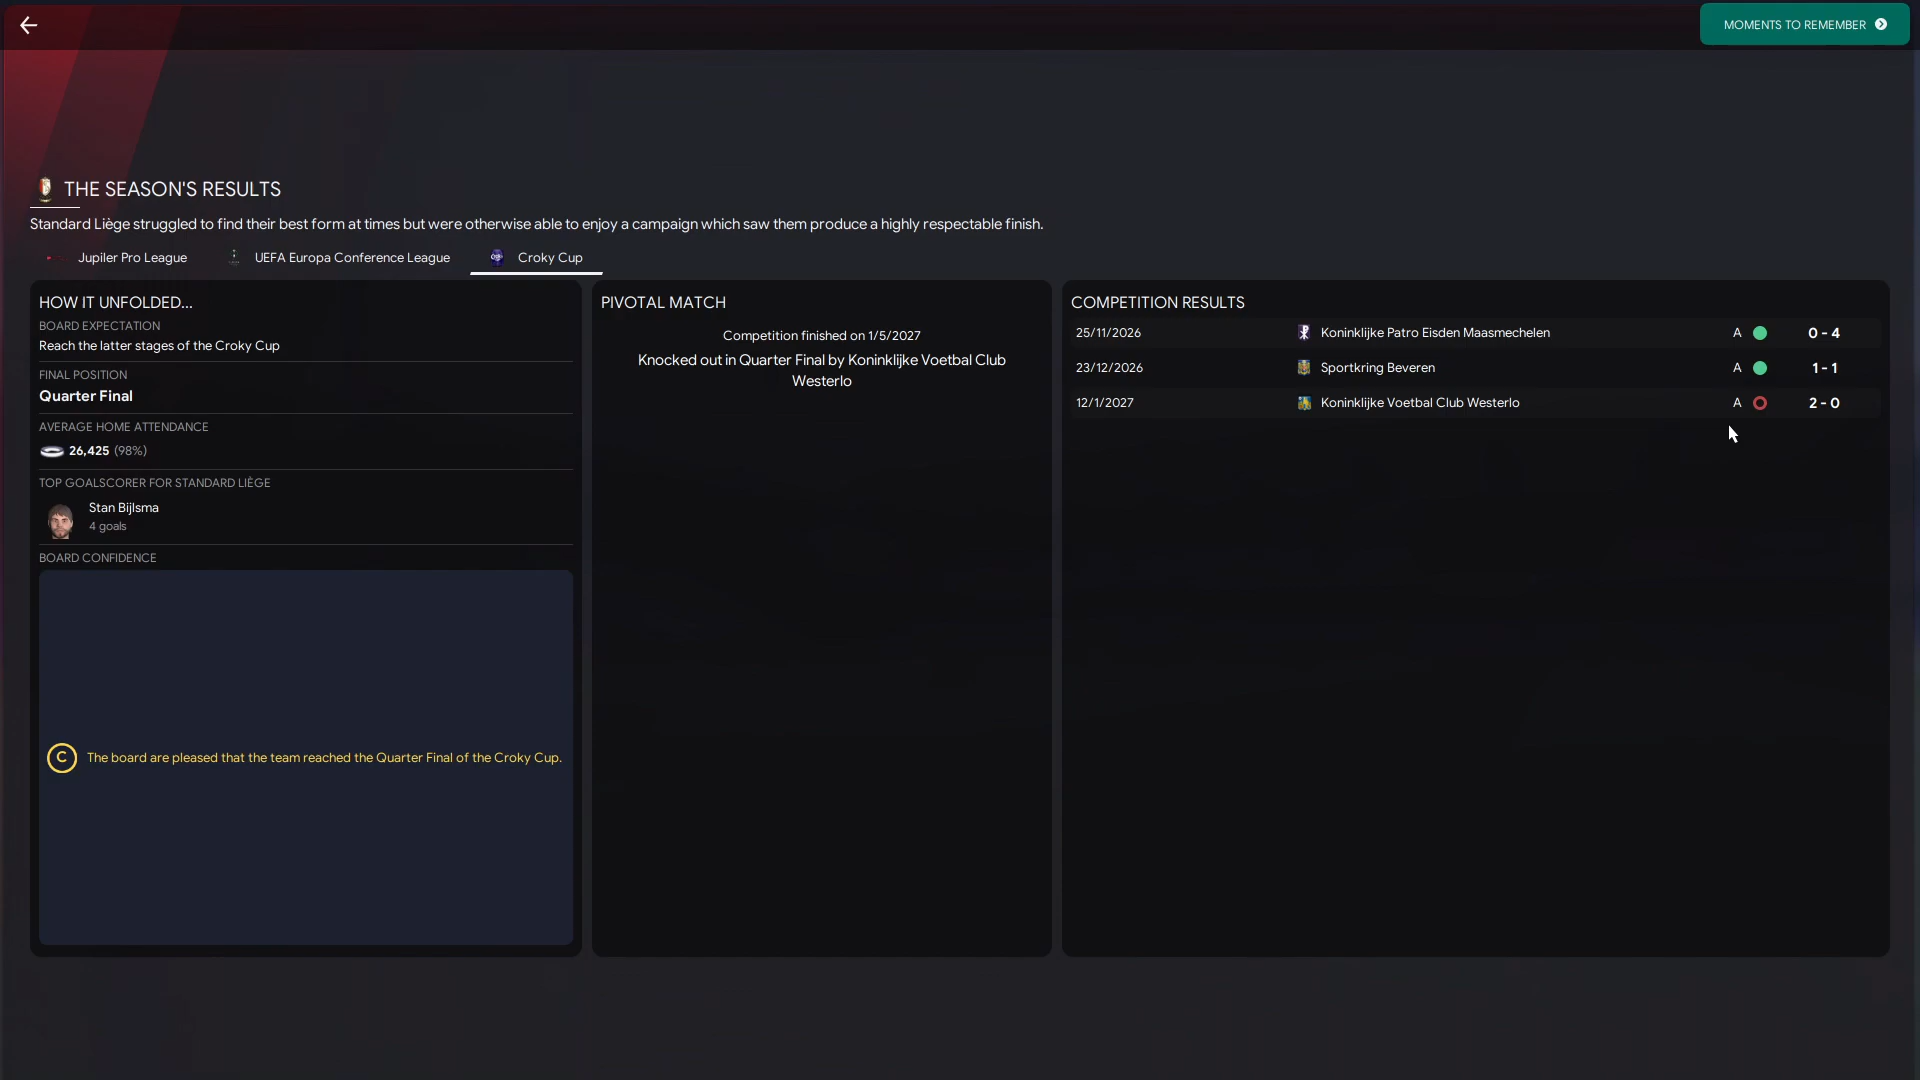 MOMENTS TO REMEMBER
THE SEASON'S RESULTS
Standard Liège struggled to find their best form at times but were otherwise able to enjoy a campaign which saw them produce a highly respectable finish.
Jupiler Pro League
UEFA Europa Conference League
Croky Cup
HOW IT UNFOLDED...
BOARD EXPECTATION
Reach the latter stages of the Croky Cup
FINAL POSITION
Quarter Final
AVERAGE HOME ATTENDANCE
26,425 (98%)
TOP GOALSCORER FOR STANDARD LIÈGE
Stan Bijlsma
4 goals
BOARD CONFIDENCE
C The board are pleased that the team reached the Quarter Final of the Croky Cup.
PIVOTAL MATCH
Competition finished on 1/5/2027
Knocked out in Quarter Final by Koninklijke Voetbal Club
Westerlo
COMPETITION RESULTS
25/11/2026 Koninklijke Patro Eisden Maasmechelen A 0 - 4
23/12/2026 Sportkring Beveren A 1 - 1
12/1/2027 Koninklijke Voetbal Club Westerlo A 2 - 0